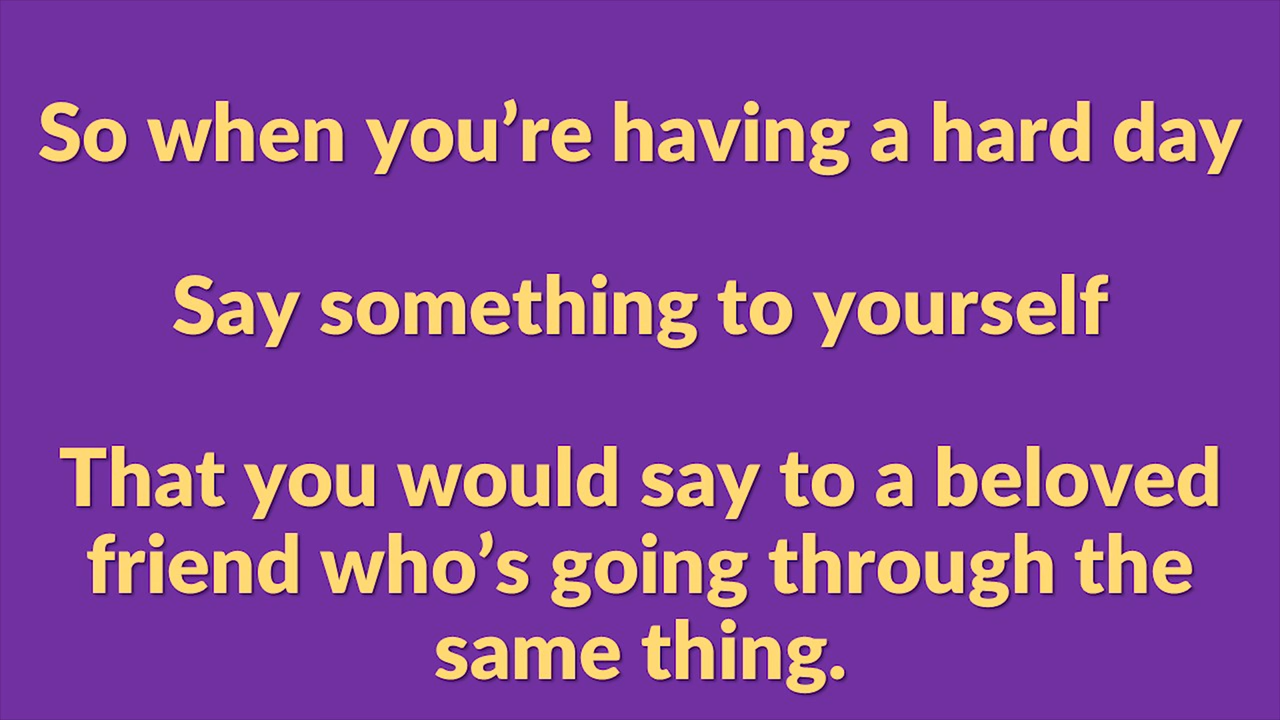 So when you’re having a hard day
Say something to yourself
That you would say to a beloved
friend who’s going through the
same thing.